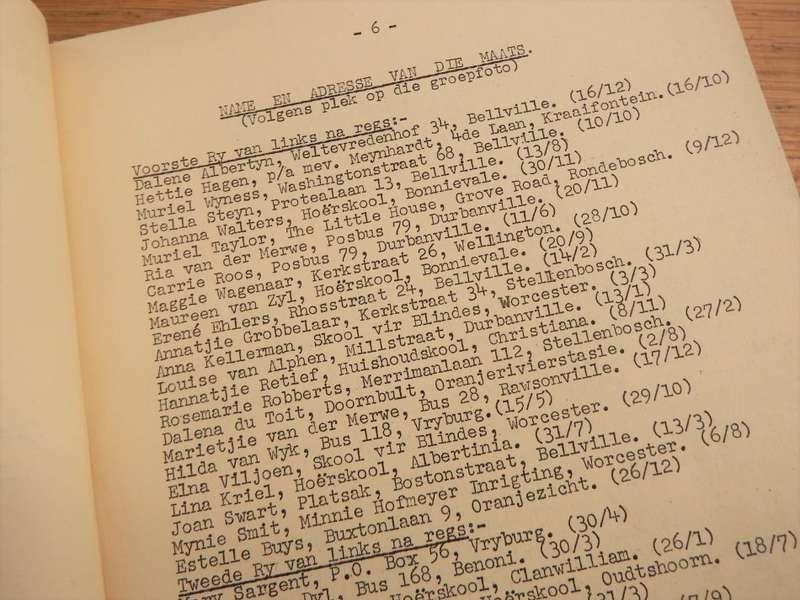 - 6 -
NAME EN ADRESSE VAN DIE MAATS.
(Volgens plek op die groepfoto)
Voorste Ry van links na regs:-
Dalene Albertyn, Weltevredenhof 34, Bellville. (16/12)
Hettie Hagen, p/a mev. Meynhardt, 4de Laan, Kraaifontein.(16/10)
Muriel Wyness, Washingtonstraat 68, Bellville. (10/10)
Stella Steyn, Protealaan 13, Bellville. (13/8)
Johanna Walters, Hoërskool, Bonnievale. (30/11)
Muriel Taylor, The Little House, Grove Road, Rondebosch. (9/12)
Ria van der Merwe, Posbus 79, Durbanville. (20/11)
Carrie Roos, Posbus 79, Durbanville. (11/6)
Maggie Wagenaar, Kerkstraat 26, Wellington. (28/10)
Maureen van Zyl, Hoërskool, Bonnievale. (20/9)
Erené Ehlers, Rhosstraat 24, Bellville. (14/2)
Annatjie Grobbelaar, Kerkstraat 34, Stellenbosch. (31/3)
Anna Kellerman, Skool vir Blindes, Worcester. (3/3)
Louise van Alphen, Millstraat, Durbanville. (13/1)
Hannatjie Retief, Huishoudskool, Christiana. (8/11)
Rosemarie Roberts, Merrimanlaan 112, Stellenbosch. (27/2)
Dalena du Toit, Doornbult, Oranjerivierstasie. (2/8)
Marietjie van der Merwe, Bus 28, Rawsonville. (17/12)
Hilda van Wyk, Bus 118, Vryburg.(15/5)
Elna Viljoen, Skool vir Blindes, Worcester. (29/10)
Lina Kriel, Hoërskool, Albertinia. (31/7)
Joan Swart, Platsak, Bostonstraat, Bellville. (13/3)
Mynie Smit, Minnie Hofmeyer Inrigting, Worcester. (6/8)
Estelle Buys, Buxtonlaan 9, Oranjezicht. (26/12)
Tweede Ry van links na regs:-
Sargent, P.O. Box 56, Vryburg. (30/4)
Dyl, Bus 168, Benoni. (30/3)
Hoërskool, Clanwilliam. (26/1)
Hoërskool, Oudtshoorn. (18/7)